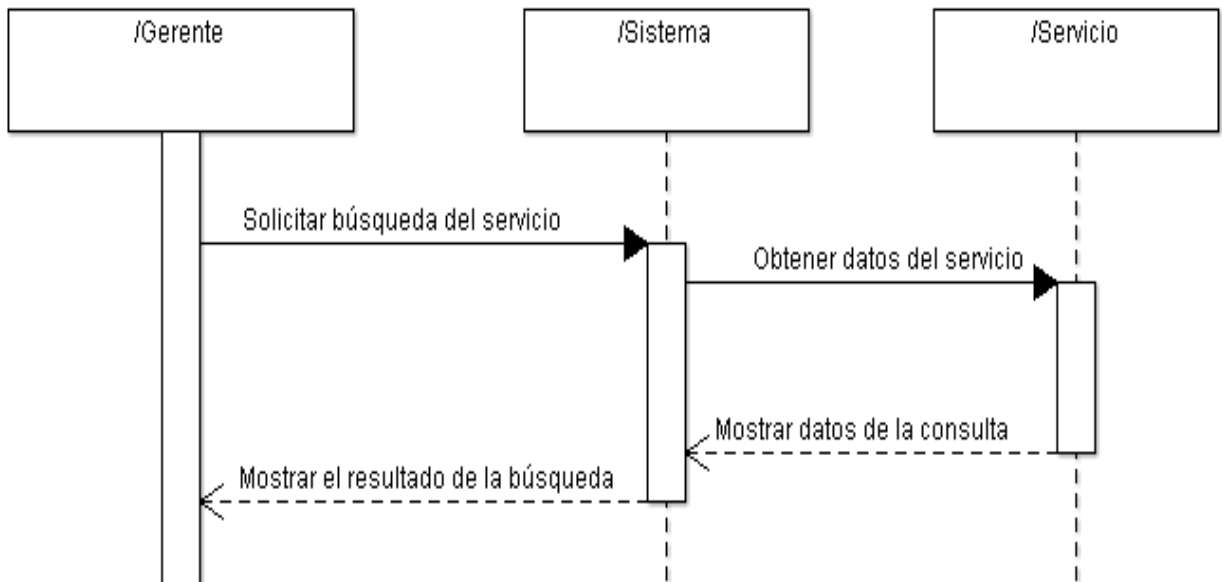 /Gerente
/Sistema
/Servicio
Solicitar búsqueda del servicio
Obtener datos del servicio
Mostrar datos de la consulta
Mostrar el resultado de la búsqueda